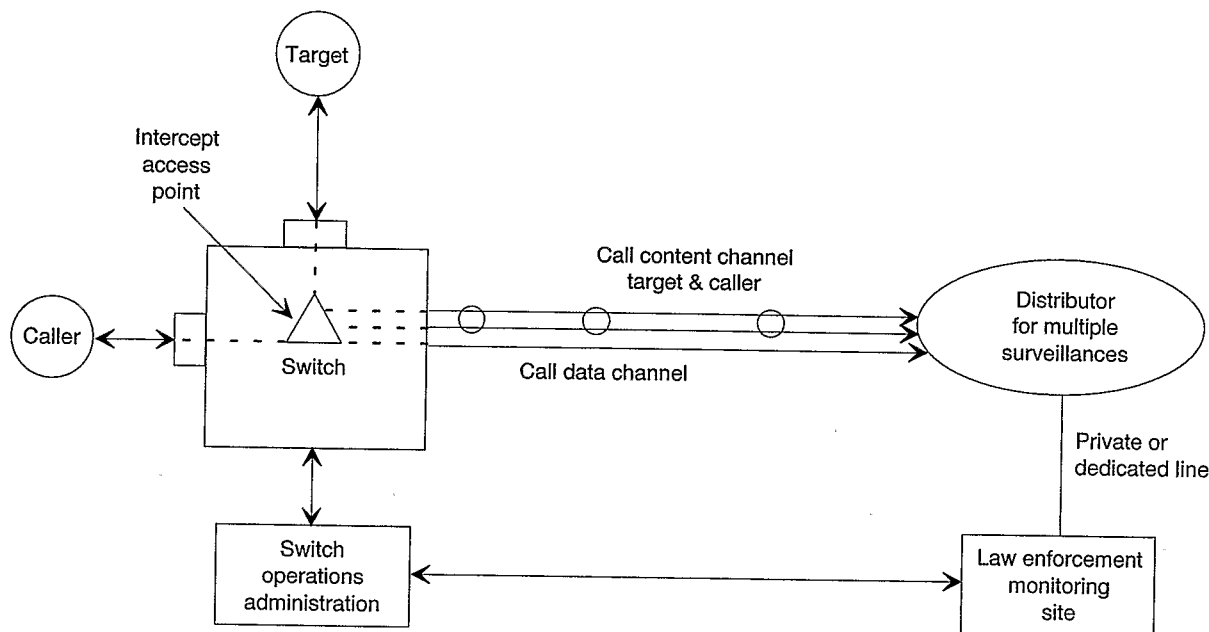 Target
Intercept
access
point
Call content channel
target & caller
Distributor
for multiple
surveillances
Caller
Switch
Call data channel
Private or
dedicated line
Switch
operations
administration
Law enforcement
monitoring
site